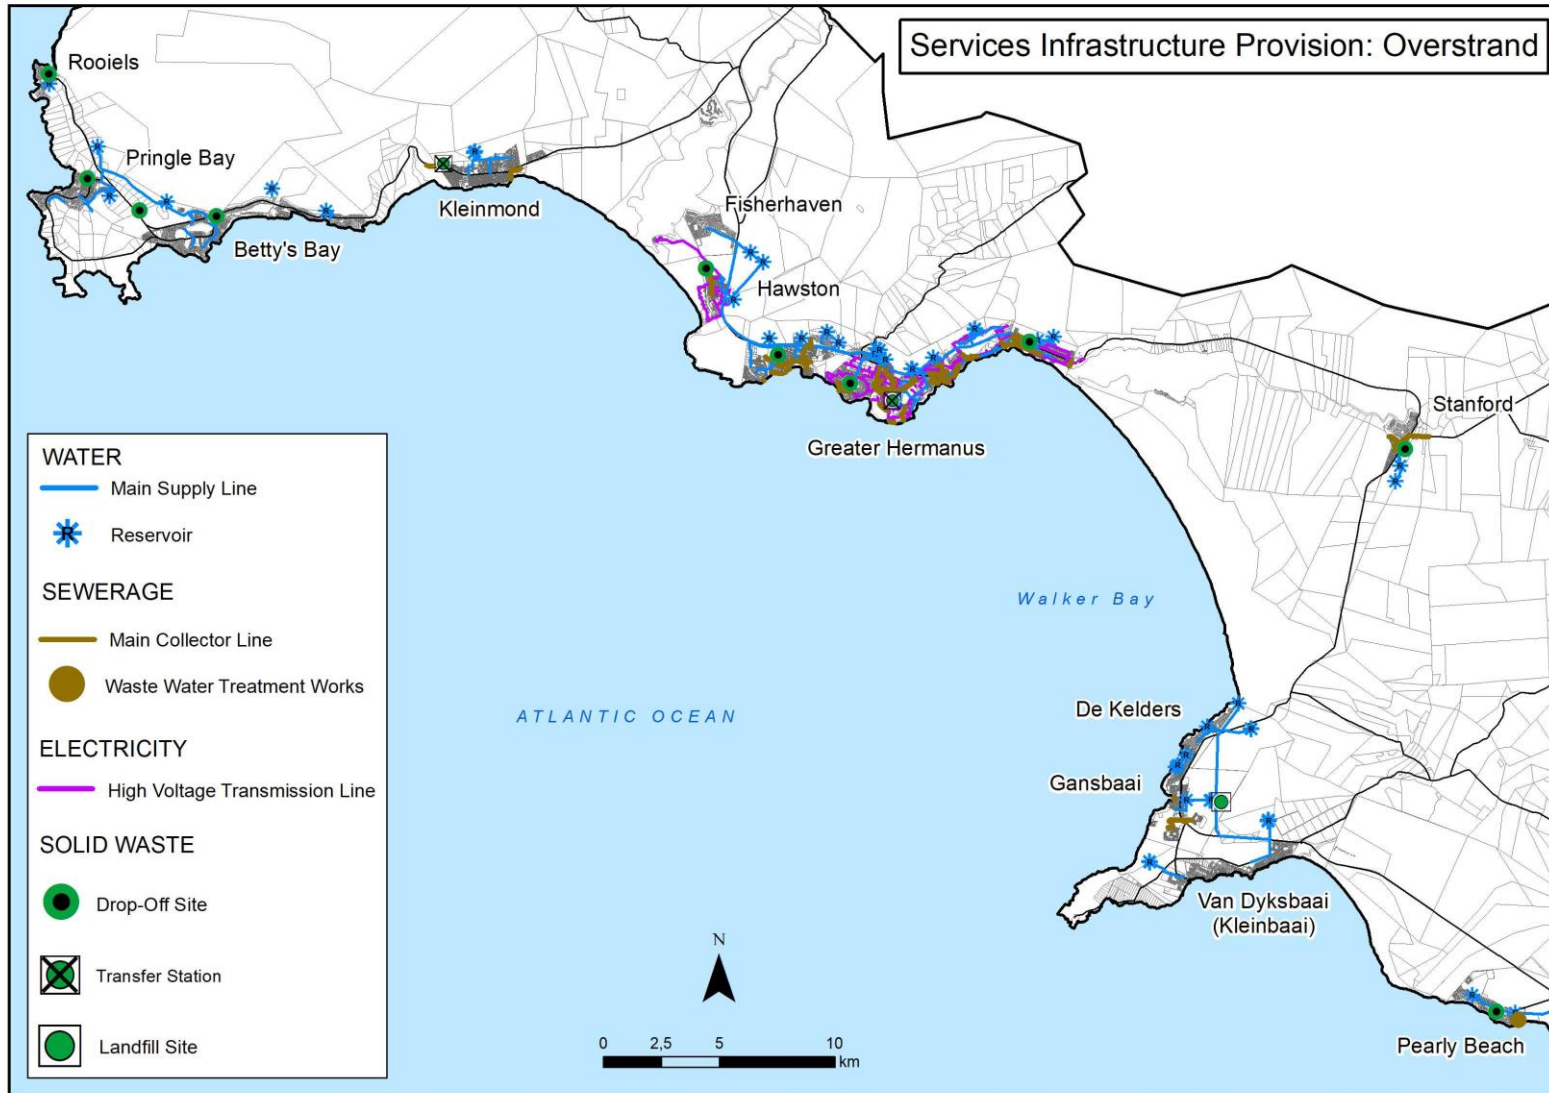 Services Infrastructure Provision: Overstrand
Rooiels
Pringle Bay
Betty's Bay
Kleinmond
Fisherhaven
Hawston
Greater Hermanus
Stanford
Walker Bay
ATLANTIC OCEAN
De Kelders
Gansbaai
Van Dyksbaai
(Kleinbaai)
Pearly Beach
WATER
Main Supply Line
R Reservoir
SEWERAGE
Main Collector Line
Waste Water Treatment Works
ELECTRICITY
High Voltage Transmission Line
SOLID WASTE
Drop-Off Site
Transfer Station
Landfill Site
N
0 2,5 5 10
km